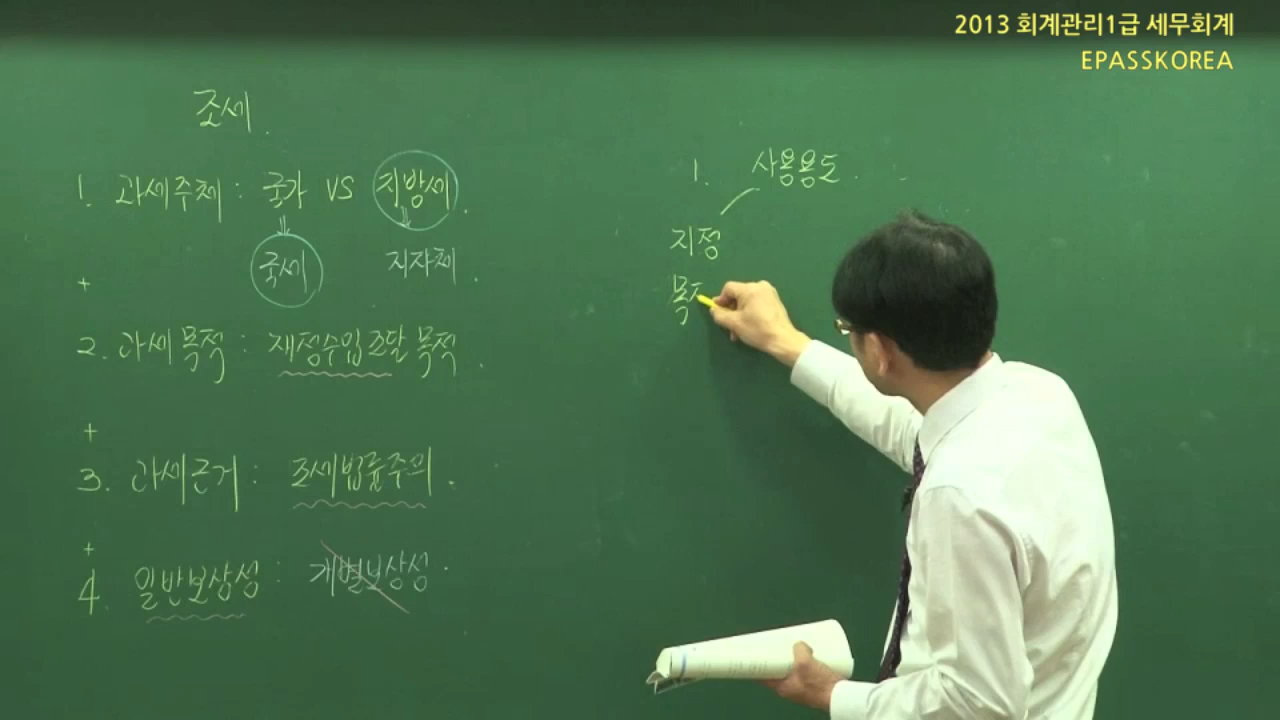 2013 회계관리1급 세무회계
EPASSKOREA
조세.
1. 과세주체 : 국가 VS 지방세.
국세 지자체.
+
2. 과세목적 : 재정수입조달목적.
+
3. 과세근거 : 조세법률주의.
+
4. 일반보상성 : 개별보상성.
1. 사용용도.
지정
목